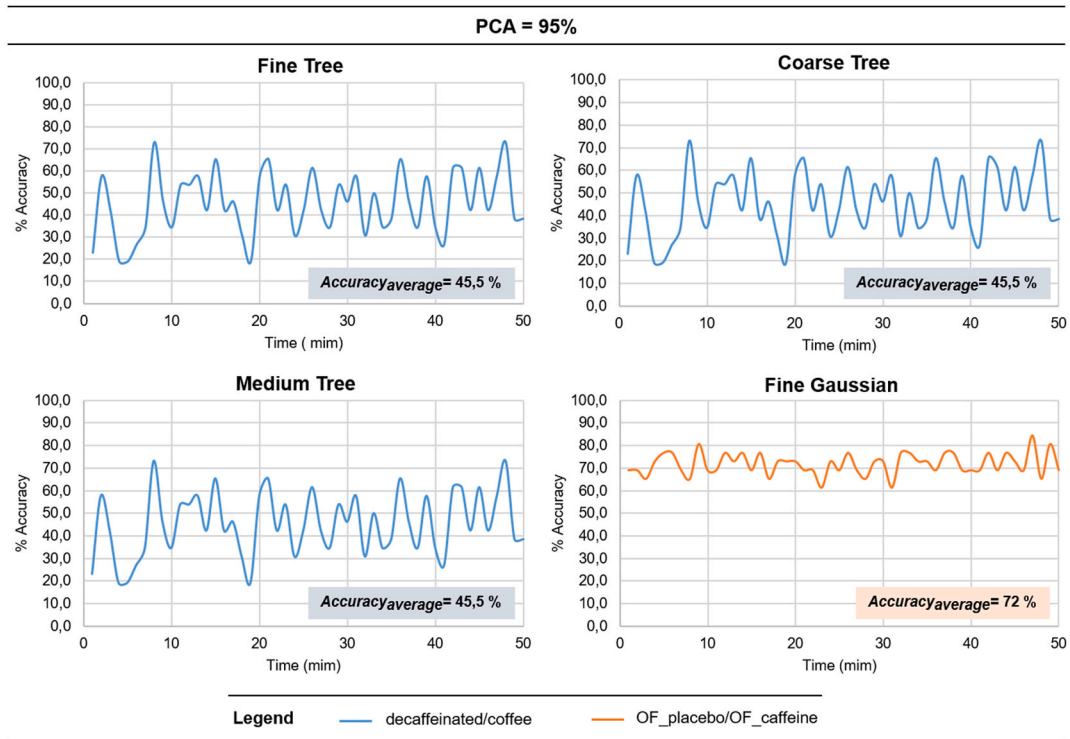 PCA = 95%
Fine Tree
100,0
90,0
80,0
70,0
60,0
50,0
40,0
30,0
20,0
10,0
0,0
% Accuracy
Accuracyaverage= 45,5 %
0 10 20 30 40 50
Time ( mim)
Coarse Tree
100,0
90,0
80,0
70,0
60,0
50,0
40,0
30,0
20,0
10,0
0,0
% Accuracy
Accuracyaverage= 45,5 %
0 10 20 30 40 50
Time (mim)
Medium Tree
100,0
90,0
80,0
70,0
60,0
50,0
40,0
30,0
20,0
10,0
0,0
% Accuracy
Accuracyaverage= 45,5 %
0 10 20 30 40 50
Time (mim)
Fine Gaussian
100,0
90,0
80,0
70,0
60,0
50,0
40,0
30,0
20,0
10,0
0,0
% Accuracy
Accuracyaverage= 72 %
0 10 20 30 40 50
Time (mim)
Legend decaffeinated/coffee OF_placebo/OF_caffeine